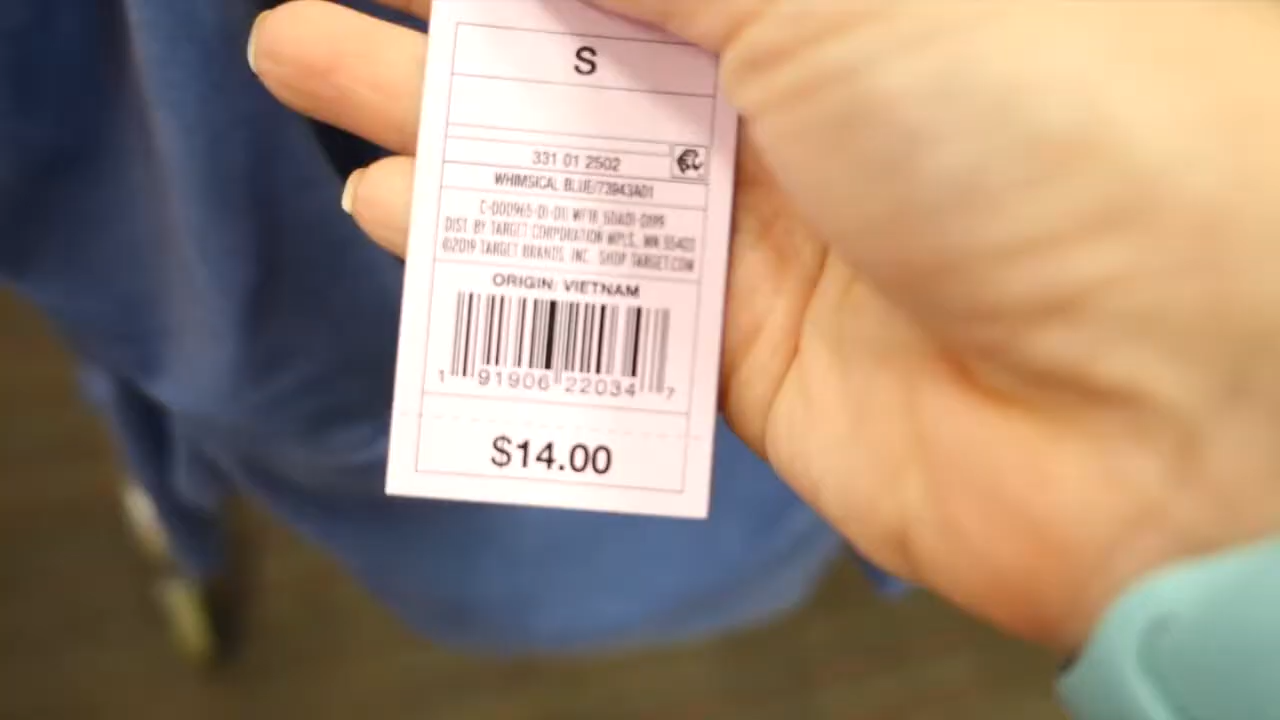 S
331 01 2502
WHIMSICAL BLUE/73943A01
DIST. BY TARGET CORPORATION MPLS, MN 55403
©2019 TARGET BRANDS, INC. SHOP TARGET.COM
ORIGIN: VIETNAM
1 91906 22034 7
$14.00